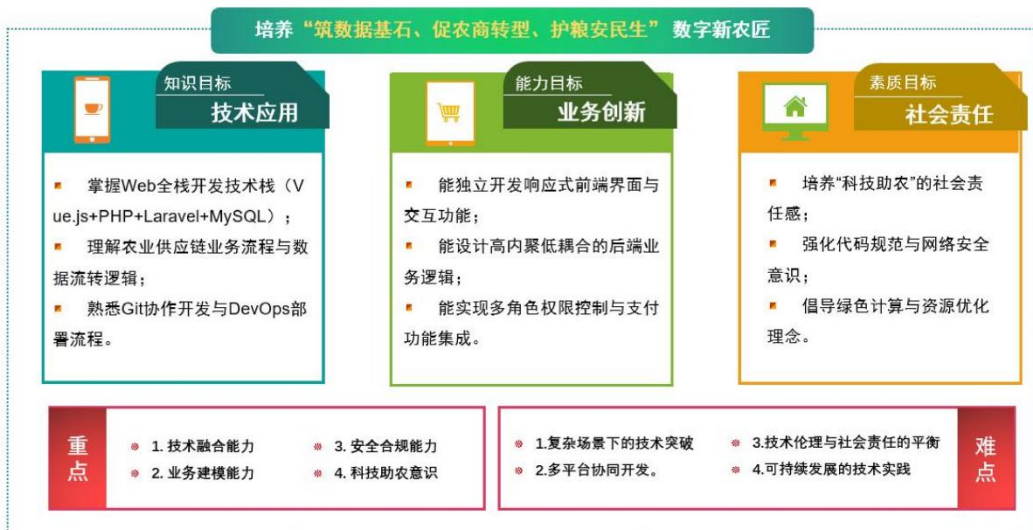 培养“筑数据基石、促农商转型、护粮安民生”数字新农匠
知识目标
技术应用
掌握Web全栈开发技术栈（V
ue.js+PHP+Laravel+MySQL）;
理解农业供应链业务流程与数
据流转逻辑；
熟悉Git协作开发与DevOps部
署流程。
能力目标
业务创新
能独立开发响应式前端界面与
交互功能；
能设计高内聚低耦合的后端业
务逻辑；
能实现多角色权限控制与支付
功能集成。
素质目标
社会责任
培养“科技助农”的社会责
任感；
强化代码规范与网络安全
意识；
倡导绿色计算与资源优化
理念。
重点
1. 技术融合能力
2. 业务建模能力
3. 安全合规能力
4. 科技助农意识
1.复杂场景下的技术突破
2.多平台协同开发。
3.技术伦理与社会责任的平衡
4.可持续发展的技术实践
难点